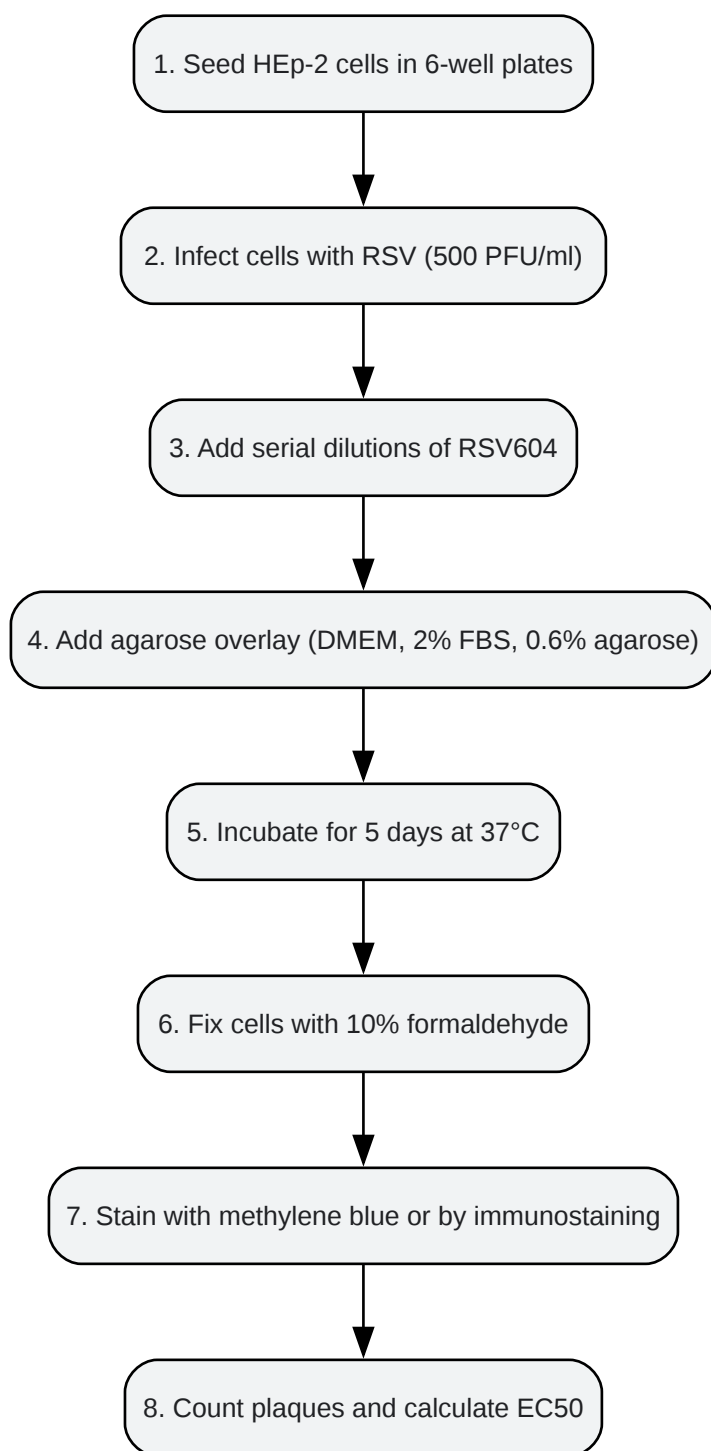 1. Seed HEp-2 cells in 6-well plates
2. Infect cells with RSV (500 PFU/ml)
3. Add serial dilutions of RSV604
4. Add agarose overlay (DMEM, 2% FBS, 0.6% agarose)
5. Incubate for 5 days at 37°C
6. Fix cells with 10% formaldehyde
7. Stain with methylene blue or by immunostaining
8. Count plaques and calculate EC50